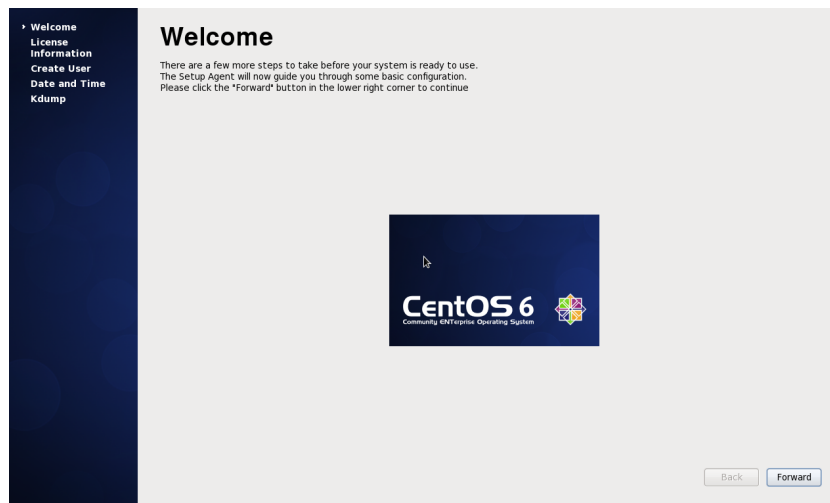 Welcome
License
Information
Create User
Date and Time
Kdump
Welcome
There are a few more steps to take before your system is ready to use.
The Setup Agent will now guide you through some basic configuration.
Please click the "Forward" button in the lower right corner to continue
CentOS 6
Community ENTerprise Operating System
Back
Forward